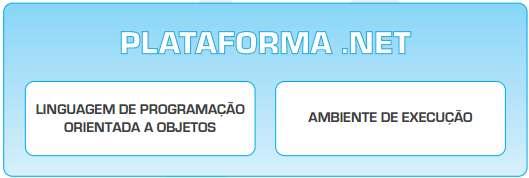 PLATAFORMA .NET
LINGUAGEM DE PROGRAMAÇÃO
ORIENTADA A OBJETOS
AMBIENTE DE EXECUÇÃO